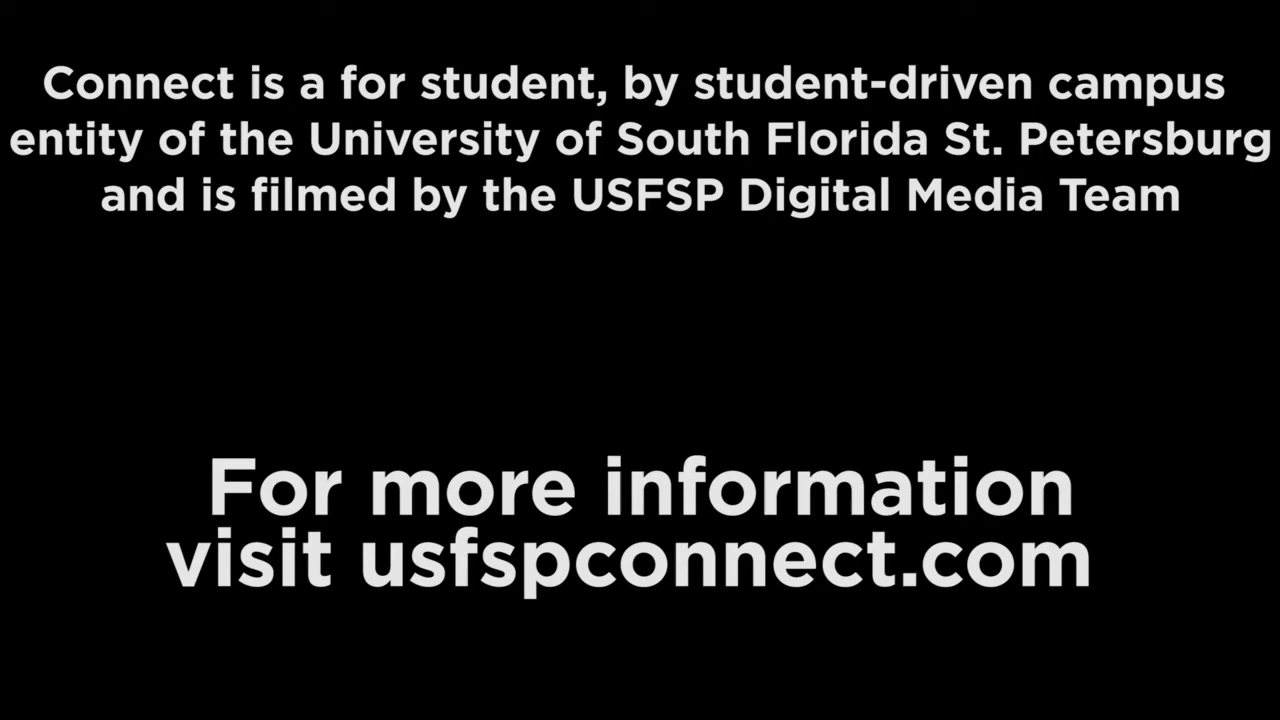 Connect is a for student, by student-driven campus
entity of the University of South Florida St. Petersburg
and is filmed by the USFSP Digital Media Team
For more information
visit usfspconnect.com